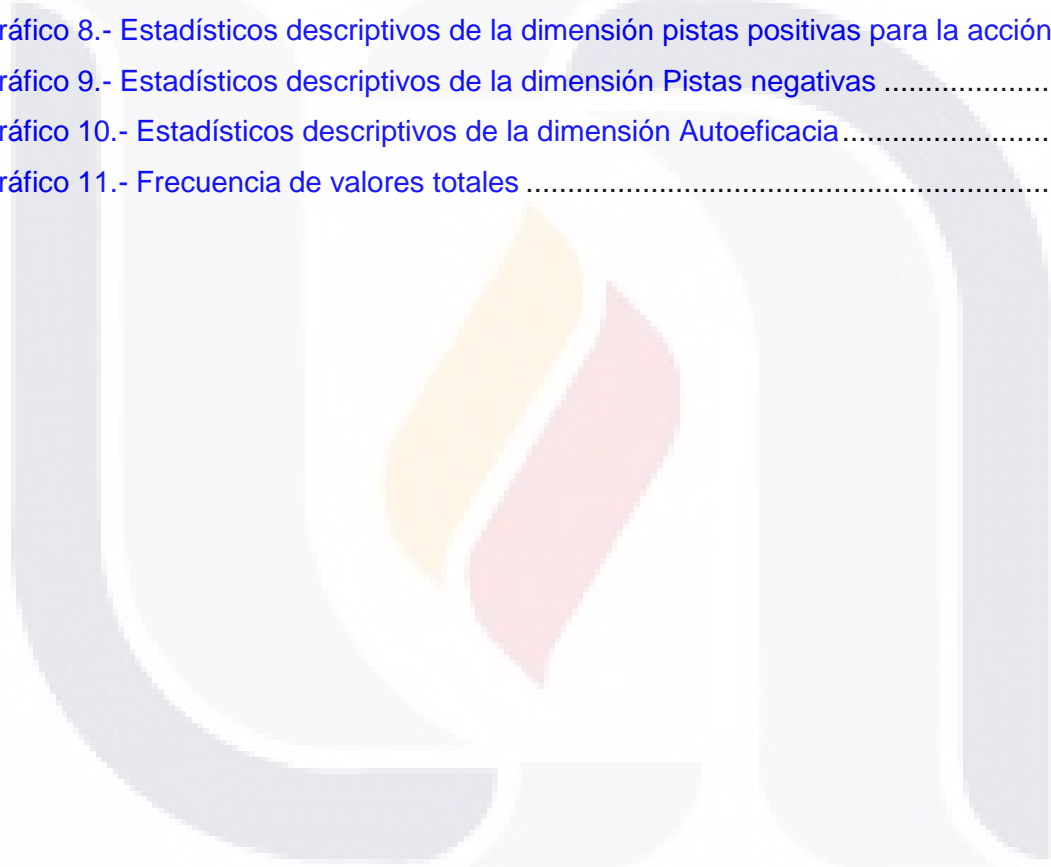 ráfico 8.- Estadísticos descriptivos de la dimensión pistas positivas para la acción
ráfico 9.- Estadísticos descriptivos de la dimensión Pistas negativas ...................
ráfico 10.- Estadísticos descriptivos de la dimensión Autoeficacia.......................
ráfico 11.- Frecuencia de valores totales ................................................................